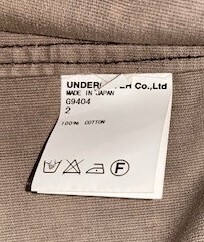 Co.,Ltd
MADE IN JAPAN
G9404
2
100% COTTON
F